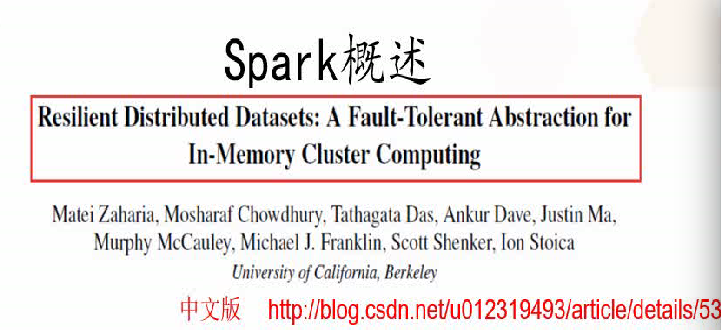 Spark概述
Resilient Distributed Datasets: A Fault-Tolerant Abstraction for
In-Memory Cluster Computing
Matei Zaharia, Mosharaf Chowdhury, Tathagata Das, Ankur Dave, Justin Ma,
Murphy McCauley, Michael J. Franklin, Scott Shenker, Ion Stoica
University of California, Berkeley
中文版 http://blog.csdn.net/u012319493/article/details/53